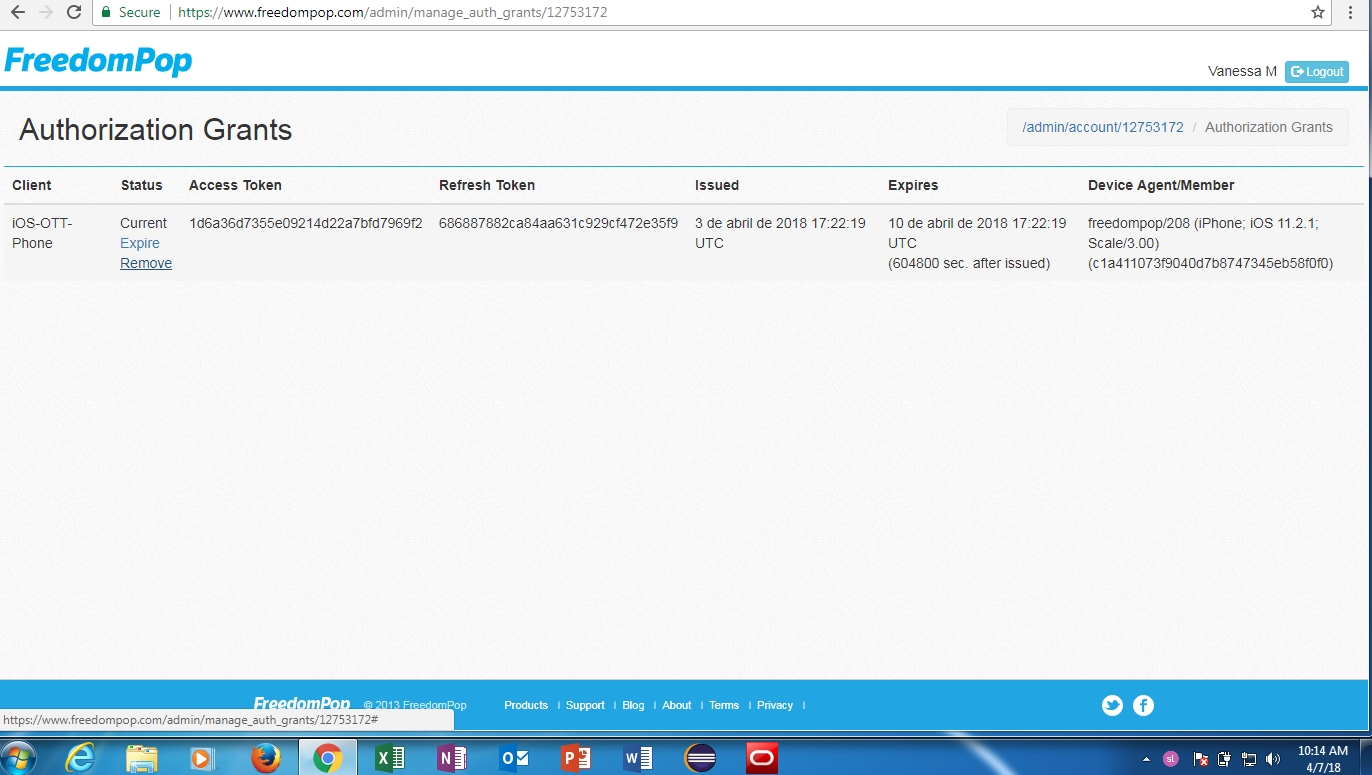 Secure https://www.freedompop.com/admin/manage_auth_grants/12753172
FreedomPop
Vanessa M Logout
Authorization Grants
/admin/account/12753172 / Authorization Grants
Client Status Access Token Refresh Token Issued Expires Device Agent/Member
iOS-OTT- Current 1d6a36d7355e09214d22a7bfd7969f2 686887882ca84aa631c929cf472e35f9 3 de abril de 2018 17:22:19 10 de abril de 2018 17:22:19 freedompop/208 (iPhone; iOS 11.2.1;
Phone Expire UTC UTC Scale/3.00)
Remove (604800 sec. after issued) (c1a411073f9040d7b8747345eb58f0f0)
FreedomPop © 2013 FreedomPop Products | Support | Blog | About | Terms | Privacy |
https://www.freedompop.com/admin/manage_auth_grants/12753172#
sl 10:14 AM
4/7/18